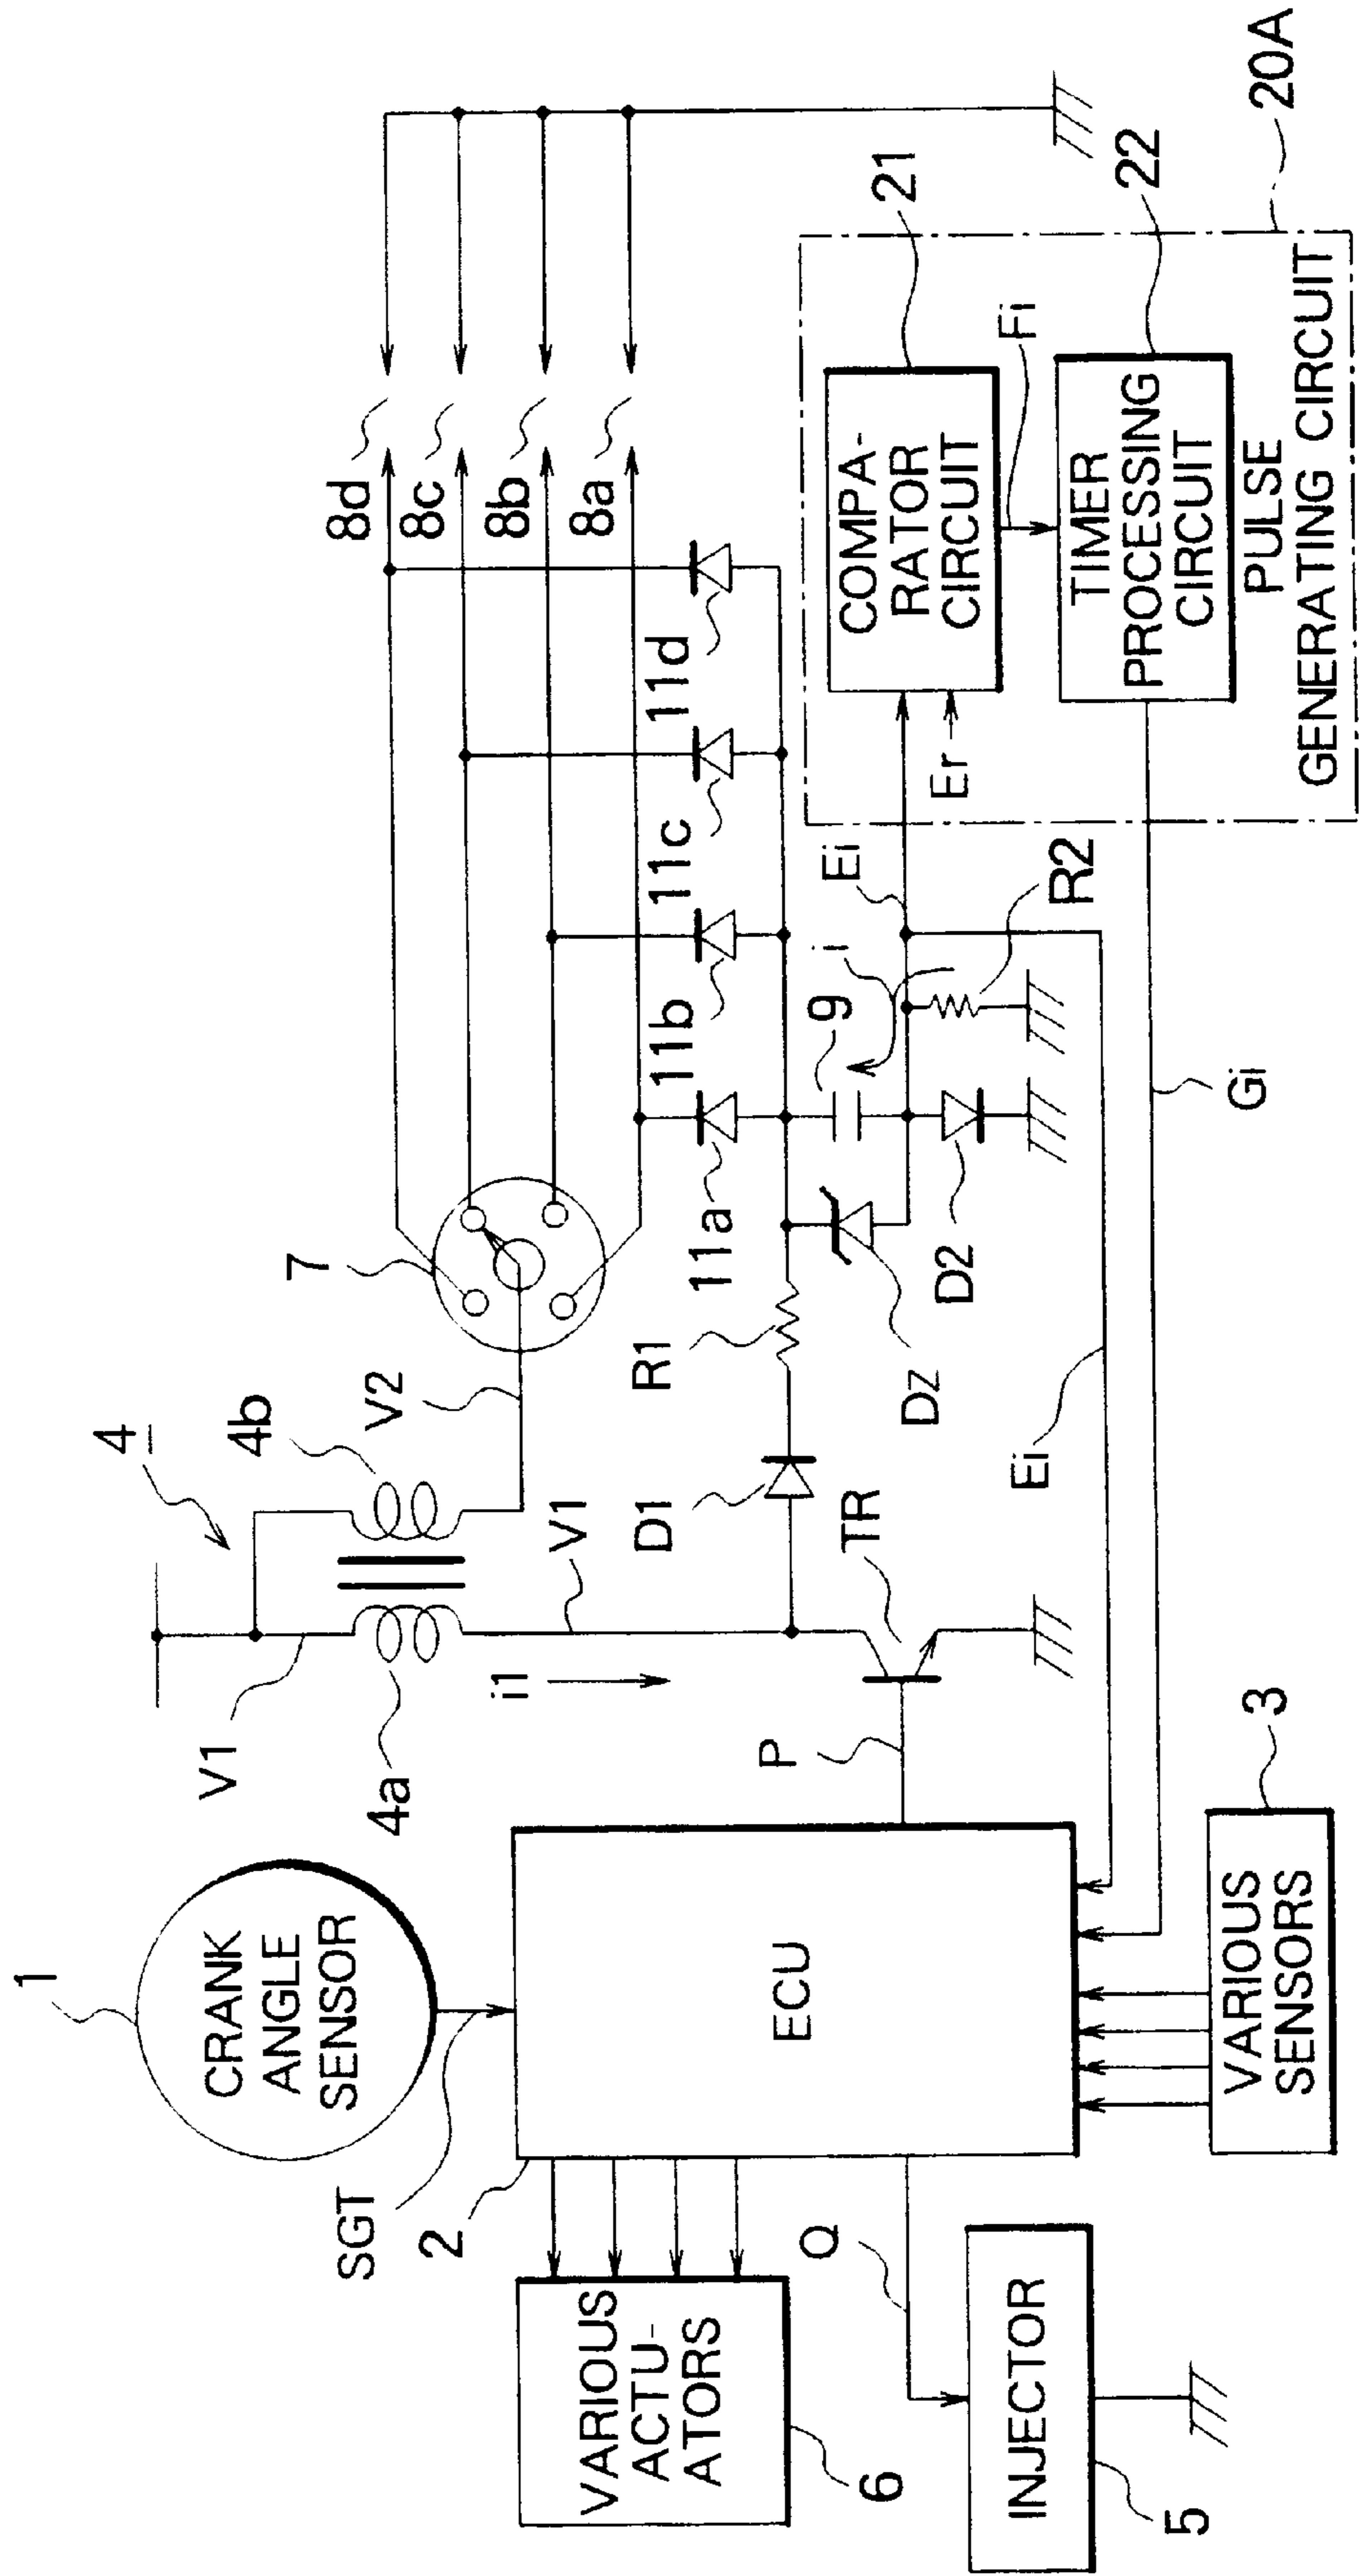 1
CRANK
ANGLE
SENSOR
SGT
2
ECU
VARIOUS
ACTU-
ATORS
6
Q
INJECTOR
5
VARIOUS
SENSORS
3
P
V1
4a
4
4b
i1
V1
V2
7
D1
TR
R1
Dz
D2
9
i
R2
Ei
Ei
Er
Gi
11a
11b
11c
11d
8d
8c
8b
8a
COMPA-
RATOR
CIRCUIT
21
Fi
TIMER
PROCESSING
CIRCUIT
22
PULSE
GENERATING CIRCUIT
20A